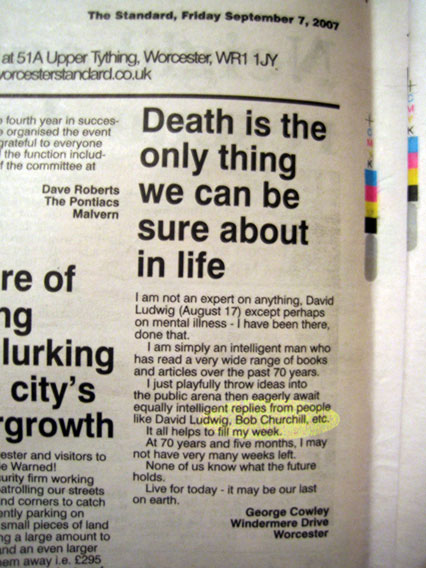 The Standard, Friday September 7, 2007
at 51A Upper Tything, Worcester, WR1 1JY
orcesterstandard.co.uk
fourth year in succes-
organised the event
grateful to everyone
the function includ-
f the committee at
Dave Roberts
The Pontiacs
Malvern
re of
ng
lurking
city's
rgrowth
ester and visitors to
e Warned!
urity firm working
atrolling our streets
nd corners to catch
ently parking on
small pieces of land
ng a large amount to
nd an even larger
em away i.e. £295
Death is the
only thing
we can be
sure about
in life
I am not an expert on anything, David
Ludwig (August 17) except perhaps
on mental illness - I have been there,
done that.
I am simply an intelligent man who
has read a very wide range of books
and articles over the past 70 years.
I just playfully throw ideas into
the public arena then eagerly await
equally intelligent replies from people
like David Ludwig, Bob Churchill, etc.
It all helps to fill my week.
At 70 years and five months, I may
not have very many weeks left.
None of us know what the future
holds.
Live for today - it may be our last
on earth.
George Cowley
Windermere Drive
Worcester